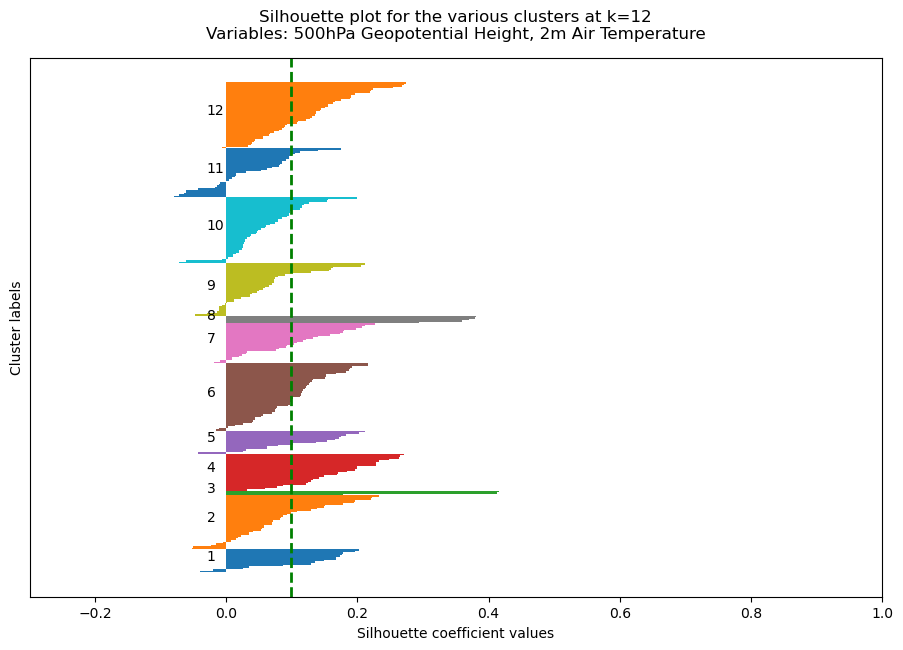 Silhouette plot for the various clusters at k=12
Variables: 500hPa Geopotential Height, 2m Air Temperature
Cluster labels
12
11
10
9
8
7
6
5
4
3
2
1
−0.2 0.0 0.2 0.4 0.6 0.8 1.0
Silhouette coefficient values